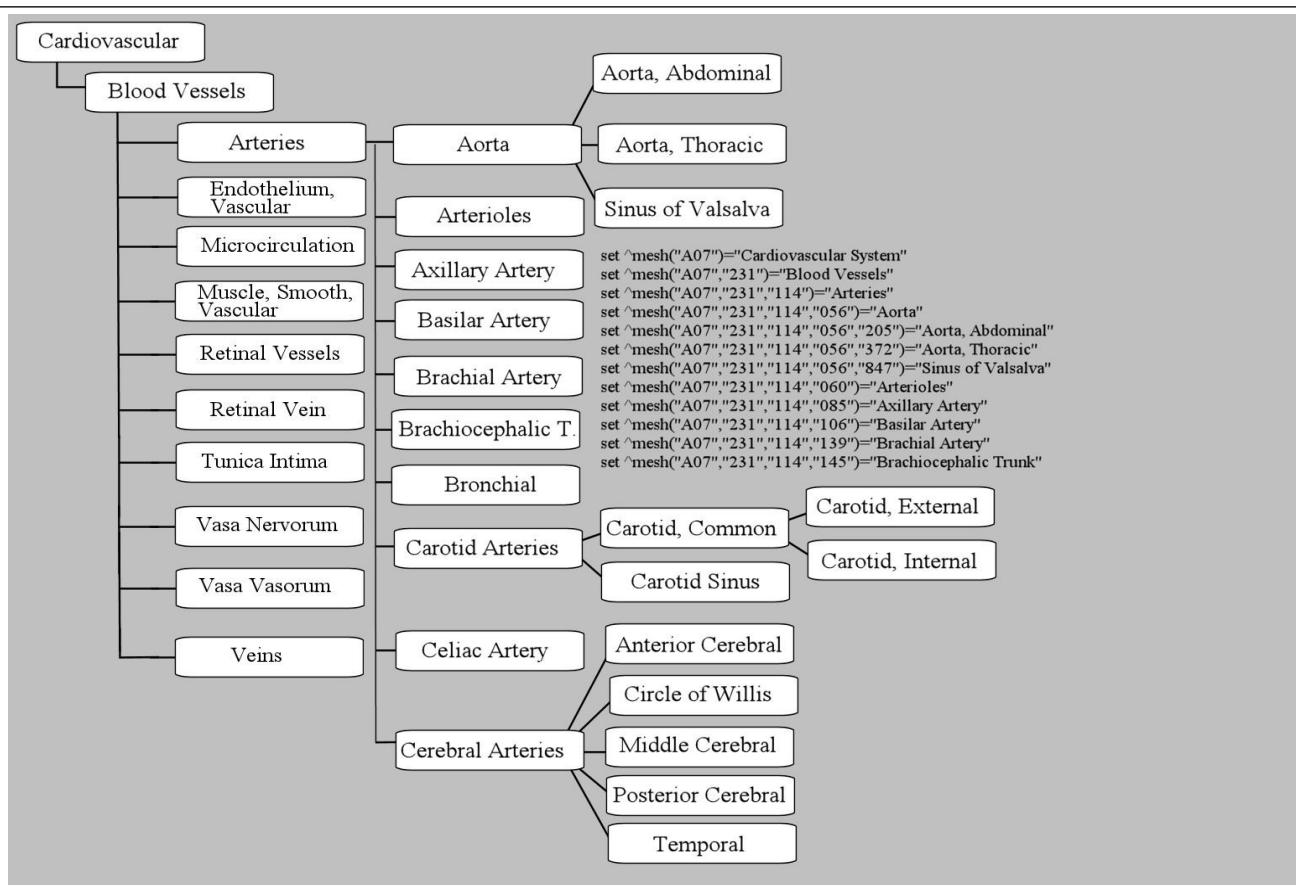 Cardiovascular
Blood Vessels
Arteries
Endothelium,
Vascular
Microcirculation
Muscle, Smooth,
Vascular
Retinal Vessels
Retinal Vein
Tunica Intima
Vasa Nervorum
Vasa Vasorum
Veins
Aorta
Arterioles
Axillary Artery
Basilar Artery
Brachial Artery
Brachiocephalic T.
Bronchial
Carotid Arteries
Celiac Artery
Cerebral Arteries
Aorta, Abdominal
Aorta, Thoracic
Sinus of Valsalva
set ^mesh("A07")="Cardiovascular System"
set ^mesh("A07","231")="Blood Vessels"
set ^mesh("A07","231","114")="Arteries"
set ^mesh("A07","231","114","056")="Aorta"
set ^mesh("A07","231","114","056","205")="Aorta, Abdominal"
set ^mesh("A07","231","114","056","372")="Aorta, Thoracic"
set ^mesh("A07","231","114","056","847")="Sinus of Valsalva"
set ^mesh("A07","231","114","060")="Arterioles"
set ^mesh("A07","231","114","085")="Axillary Artery"
set ^mesh("A07","231","114","106")="Basilar Artery"
set ^mesh("A07","231","114","139")="Brachial Artery"
set ^mesh("A07","231","114","145")="Brachiocephalic Trunk"
Carotid, Common
Carotid Sinus
Carotid, External
Carotid, Internal
Anterior Cerebral
Circle of Willis
Middle Cerebral
Posterior Cerebral
Temporal